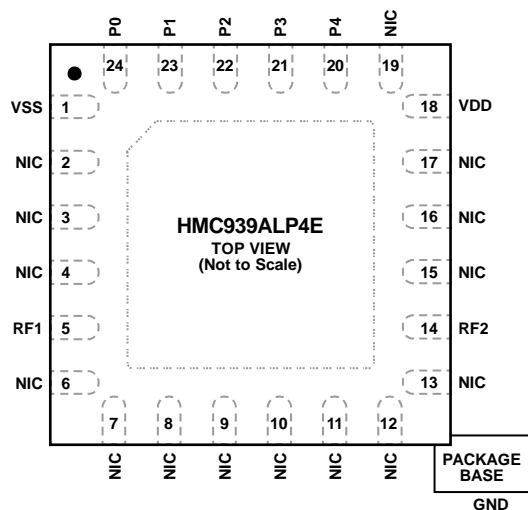 P0 P1 P2 P3 P4 NIC
24 23 22 21 20 19
VSS 1 18 VDD
NIC 2 17 NIC
NIC 3 16 NIC
HMC939ALP4E
TOP VIEW
(Not to Scale)
NIC 4 15 NIC
RF1 5 14 RF2
NIC 6 13 NIC
7 8 9 10 11 12
NIC NIC NIC NIC NIC NIC
PACKAGE
BASE
GND